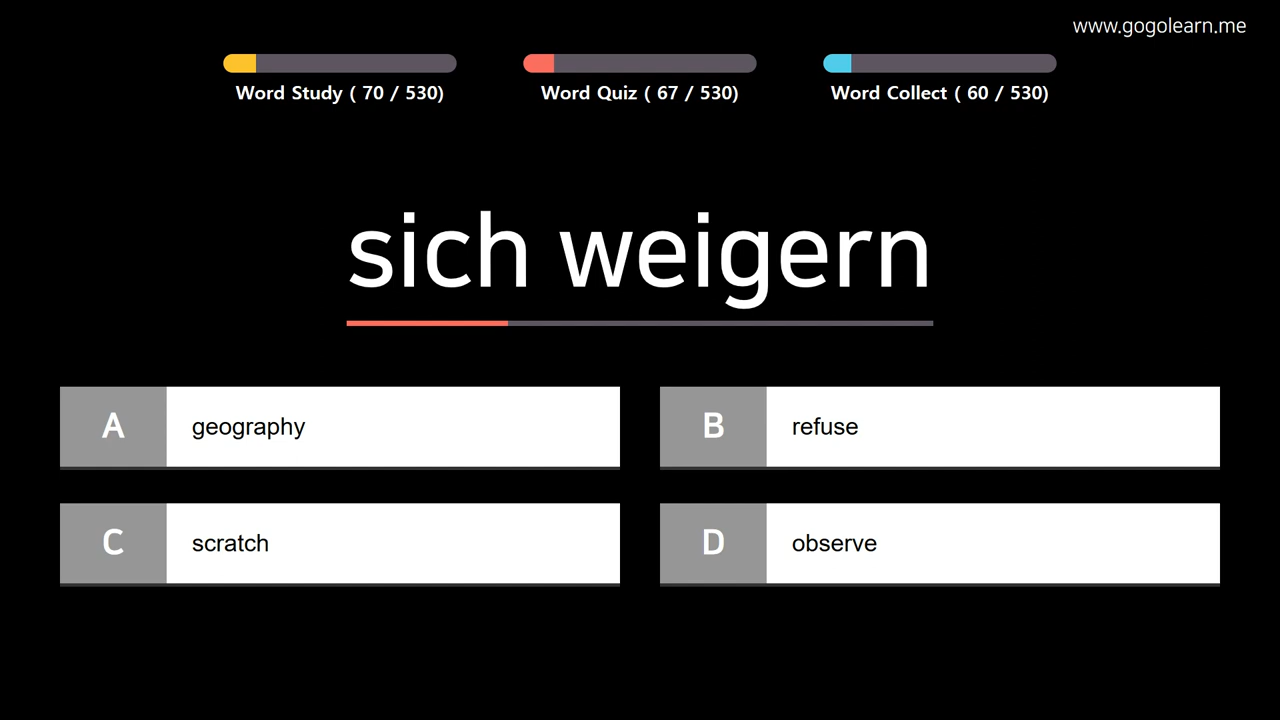 www.gogolearn.me
Word Study ( 70 / 530)
Word Quiz ( 67 / 530)
Word Collect ( 60 / 530)
sich weigern
A geography
B refuse
C scratch
D observe